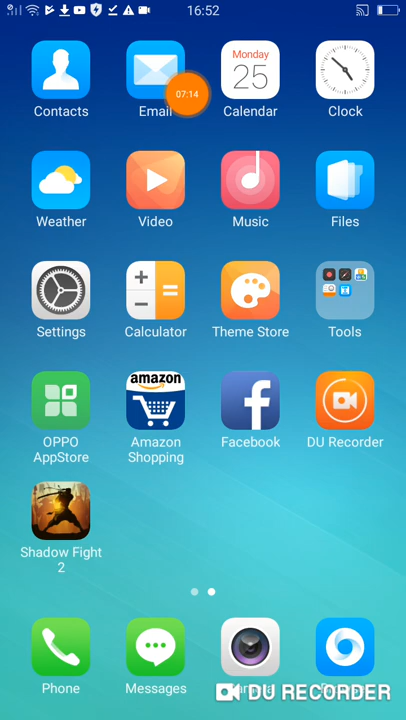 16:52
Monday
25
07:14
Contacts
Email
Calendar
Clock
Weather
Video
Music
Files
Settings
Calculator
Theme Store
Tools
amazon
OPPO
AppStore
Amazon
Shopping
Facebook
DU Recorder
Shadow Fight
2
Phone
Messages
DU RECORDER